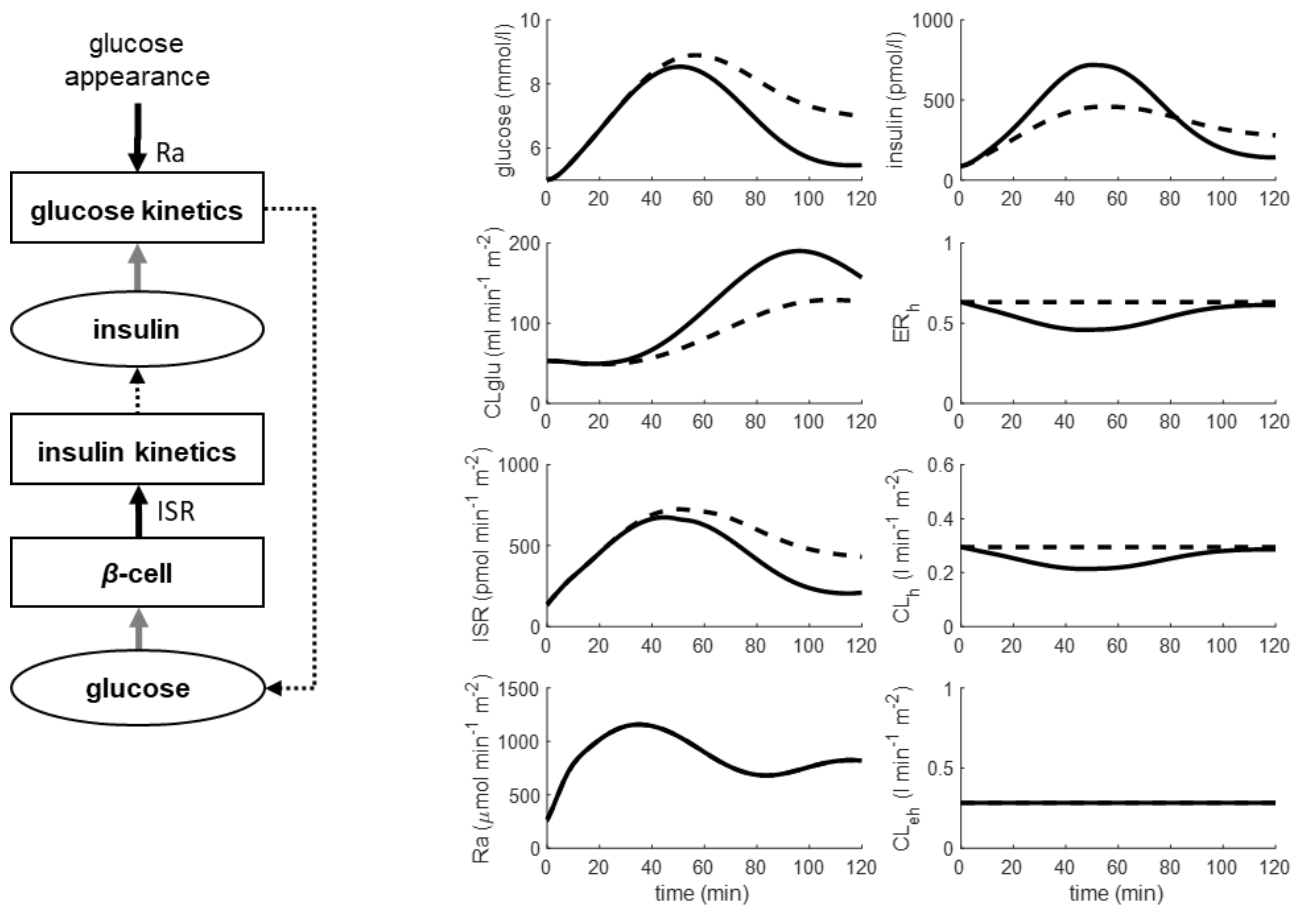 glucose
appearance
Ra
glucose kinetics
insulin
insulin kinetics
ISR
β-cell
glucose
glucose (mmol/l)
10
8
6
0 20 40 60 80 100 120
insulin (pmol/l)
1000
500
0
0 20 40 60 80 100 120
CLglu (ml min-1 m-2)
200
100
0
0 20 40 60 80 100 120
ERh
1
0.5
0
0 20 40 60 80 100 120
ISR (pmol min-1 m-2)
1000
500
0
0 20 40 60 80 100 120
CLh (l min-1 m-2)
0.6
0.4
0.2
0
0 20 40 60 80 100 120
Ra (μmol min-1 m-2)
1500
1000
500
0
0 20 40 60 80 100 120
time (min)
CLeh (l min-1 m-2)
1
0.5
0
0 20 40 60 80 100 120
time (min)